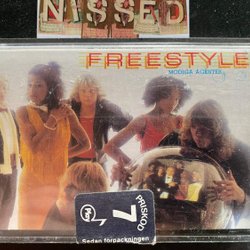 NISSED
FREESTYLE
MODIGA AGENTER
PRISKOD
7
Sedan förpackningen